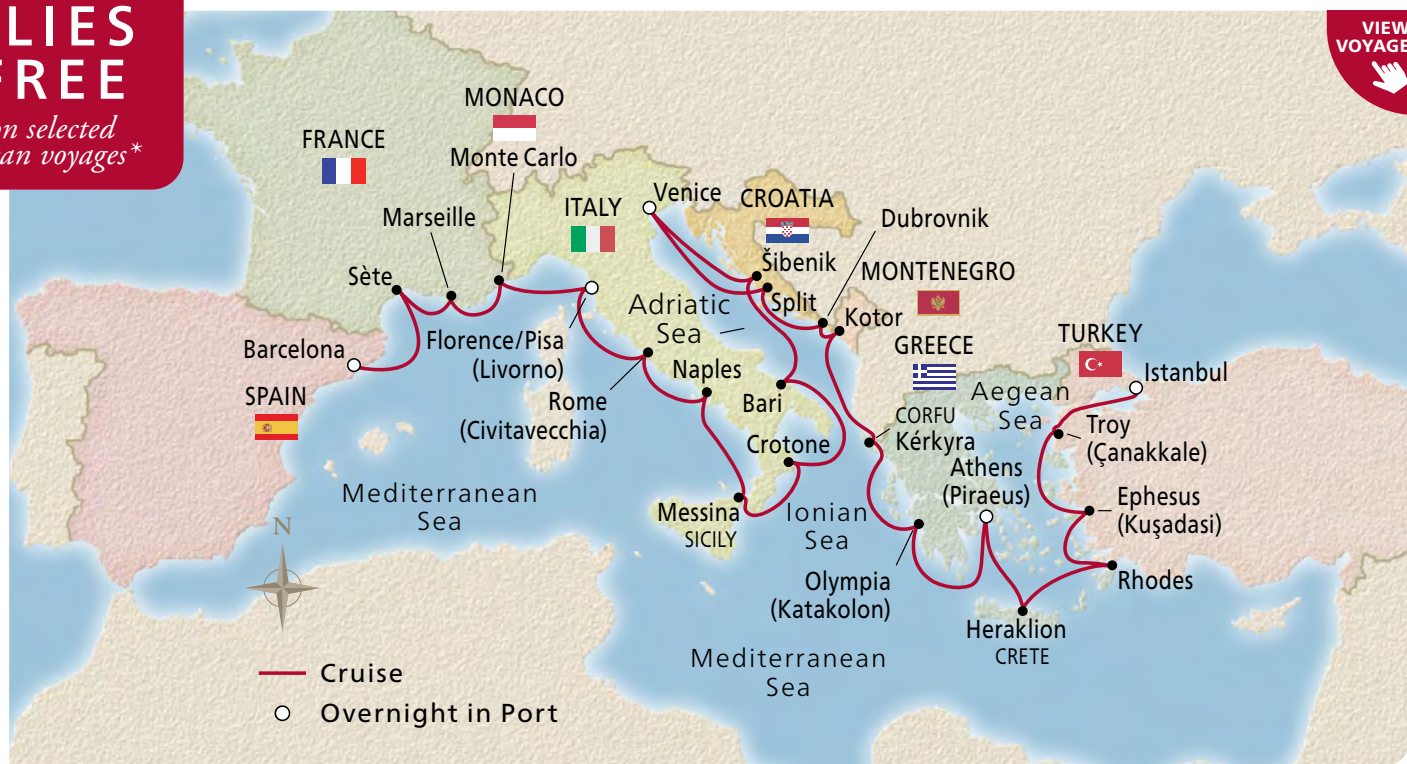 LIES
FREE
on selected
an voyages*
VIEW
VOYAGE
MONACO
FRANCE
Monte Carlo
Marseille
ITALY
Venice
CROATIA
Dubrovnik
Sète
Šibenik
MONTENEGRO
Adriatic
Sea
Split
Kotor
Barcelona
Florence/Pisa
(Livorno)
GREECE
TURKEY
Istanbul
SPAIN
Rome
(Civitavecchia)
Naples
Bari
Aegean
Sea
CORFU
Kérkyra
Troy
(Çanakkale)
Crotone
Athens
(Piraeus)
Mediterranean
Sea
Messina
SICILY
Ionian
Sea
Ephesus
(Kuşadasi)
N
Olympia
(Katakolon)
Rhodes
Heraklion
CRETE
Mediterranean
Sea
Cruise
Overnight in Port